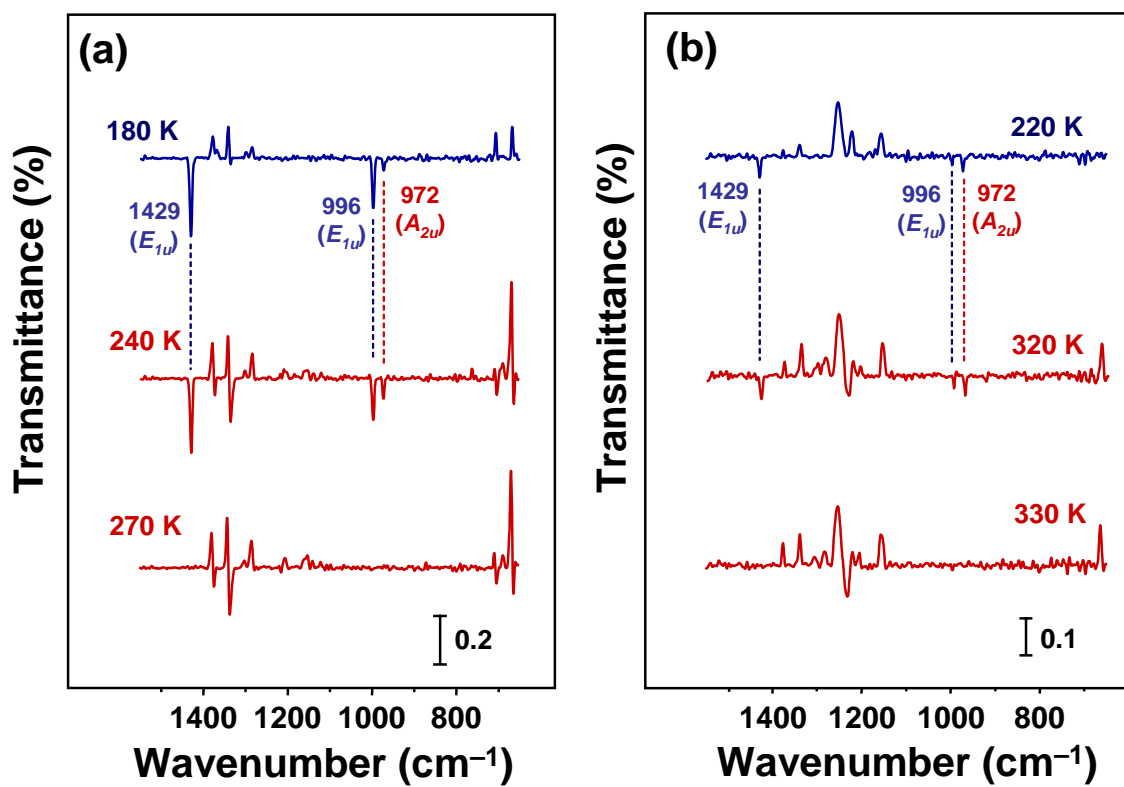 (a)
Transmittance (%)
180 K
1429
(E1u)
996
(E1u)
972
(A2u)
240 K
270 K
0.2
1400 1200 1000 800
Wavenumber (cm–1)
(b)
Transmittance (%)
220 K
1429
(E1u)
996
(E1u)
972
(A2u)
320 K
330 K
0.1
1400 1200 1000 800
Wavenumber (cm–1)